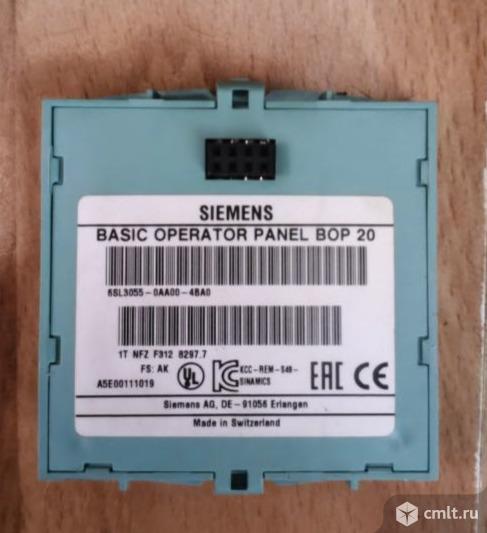 SIEMENS
BASIC OPERATOR PANEL BOP 20
6SL3055-0AA00-4BA0
1T NFZ F312 8297.7
FS: AK
A5E00111019
UL
KCC-REM-S49-
SINAMICS
EAC CE
Siemens AG, DE-91056 Erlangen
Made in Switzerland
cmlt.ru